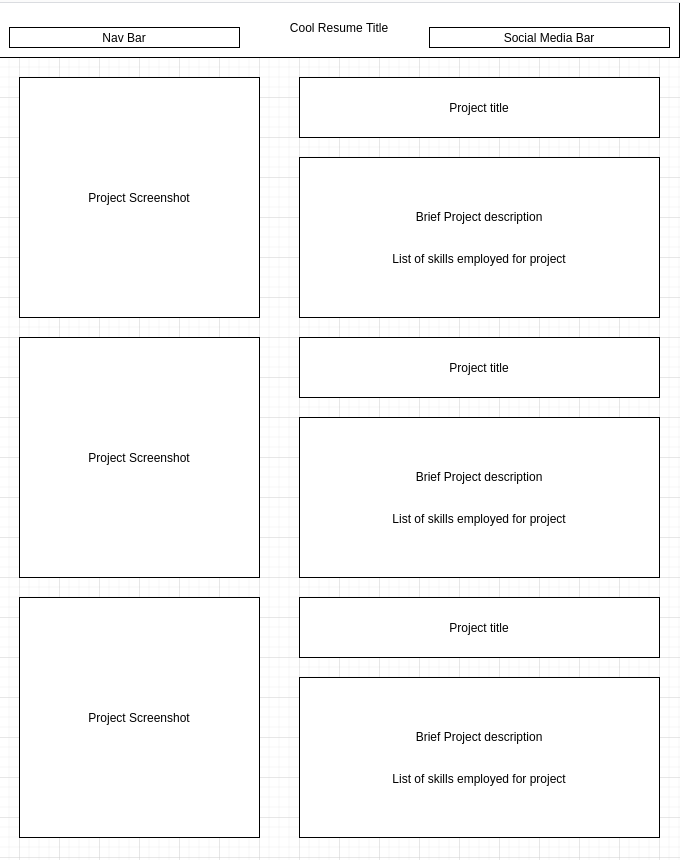 Cool Resume Title
Nav Bar
Social Media Bar
Project Screenshot
Project title
Brief Project description
List of skills employed for project
Project Screenshot
Project title
Brief Project description
List of skills employed for project
Project Screenshot
Project title
Brief Project description
List of skills employed for project